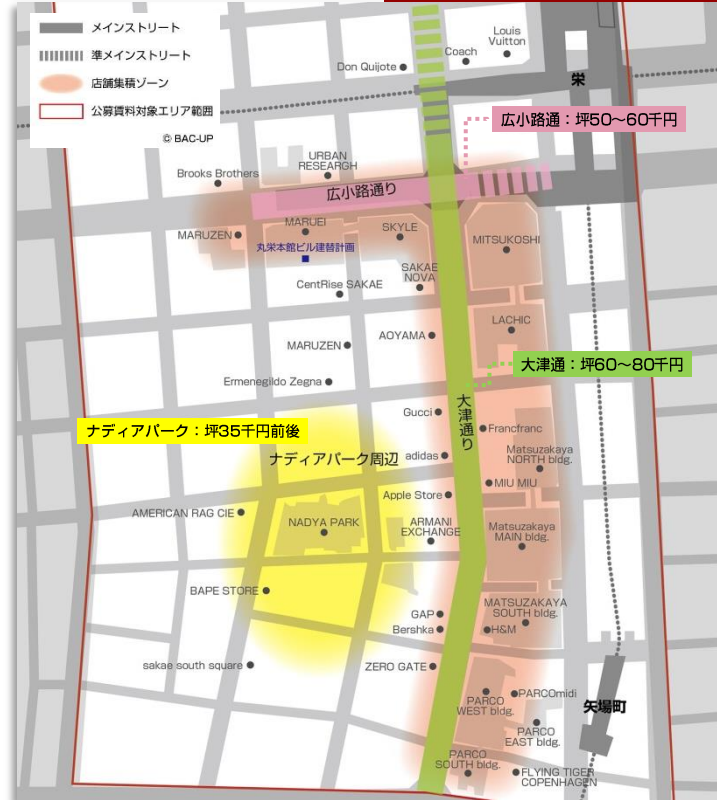 メインストリート
準メインストリート
店舗集積ゾーン
公募賃料対象エリア範囲
© BAC-UP
Louis
Vuitton
Coach
Don Quijote
栄
広小路通：坪50～60千円
URBAN
RESEARGH
Brooks Brothers
広小路通り
MARUEI
MARUZEN
SKYLE
MITSUKOSHI
丸栄本館ビル建替計画
SAKAE
NOVA
CentRise SAKAE
LACHIC
AOYAMA
MARUZEN
大津通：坪60～80千円
Ermenegildo Zegna
大津通り
Gucci
Francfranc
ナディアパーク：坪35千円前後
ナディアパーク周辺
adidas
Matsuzakaya
NORTH bldg.
MIU MIU
Apple Store
AMERICAN RAG CIE
NADYA PARK
ARMANI
EXCHANGE
Matsuzakaya
MAIN bldg.
BAPE STORE
MATSUZAKAYA
SOUTH bldg.
GAP
Bershka
H&M
sakae south square
ZERO GATE
PARCO
WEST bldg.
PARCOmidi
矢場町
PARCO
EAST bldg.
PARCO
SOUTH bldg.
FLYING TIGER
COPENHAGEN